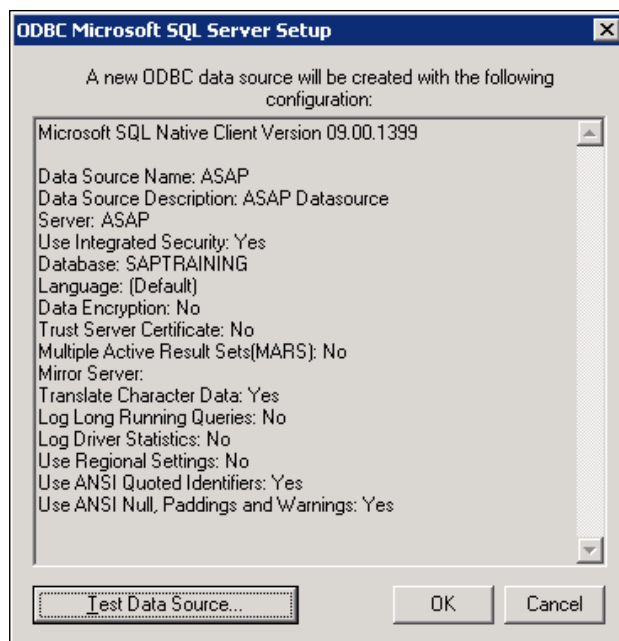 ODBC Microsoft SQL Server Setup
A new ODBC data source will be created with the following
configuration:
Microsoft SQL Native Client Version 09.00.1399
Data Source Name: ASAP
Data Source Description: ASAP Datasource
Server: ASAP
Use Integrated Security: Yes
Database: SAPTRAINING
Language: (Default)
Data Encryption: No
Trust Server Certificate: No
Multiple Active Result Sets(MARS): No
Mirror Server:
Translate Character Data: Yes
Log Long Running Queries: No
Log Driver Statistics: No
Use Regional Settings: No
Use ANSI Quoted Identifiers: Yes
Use ANSI Null, Paddings and Warnings: Yes
Test Data Source...
OK
Cancel